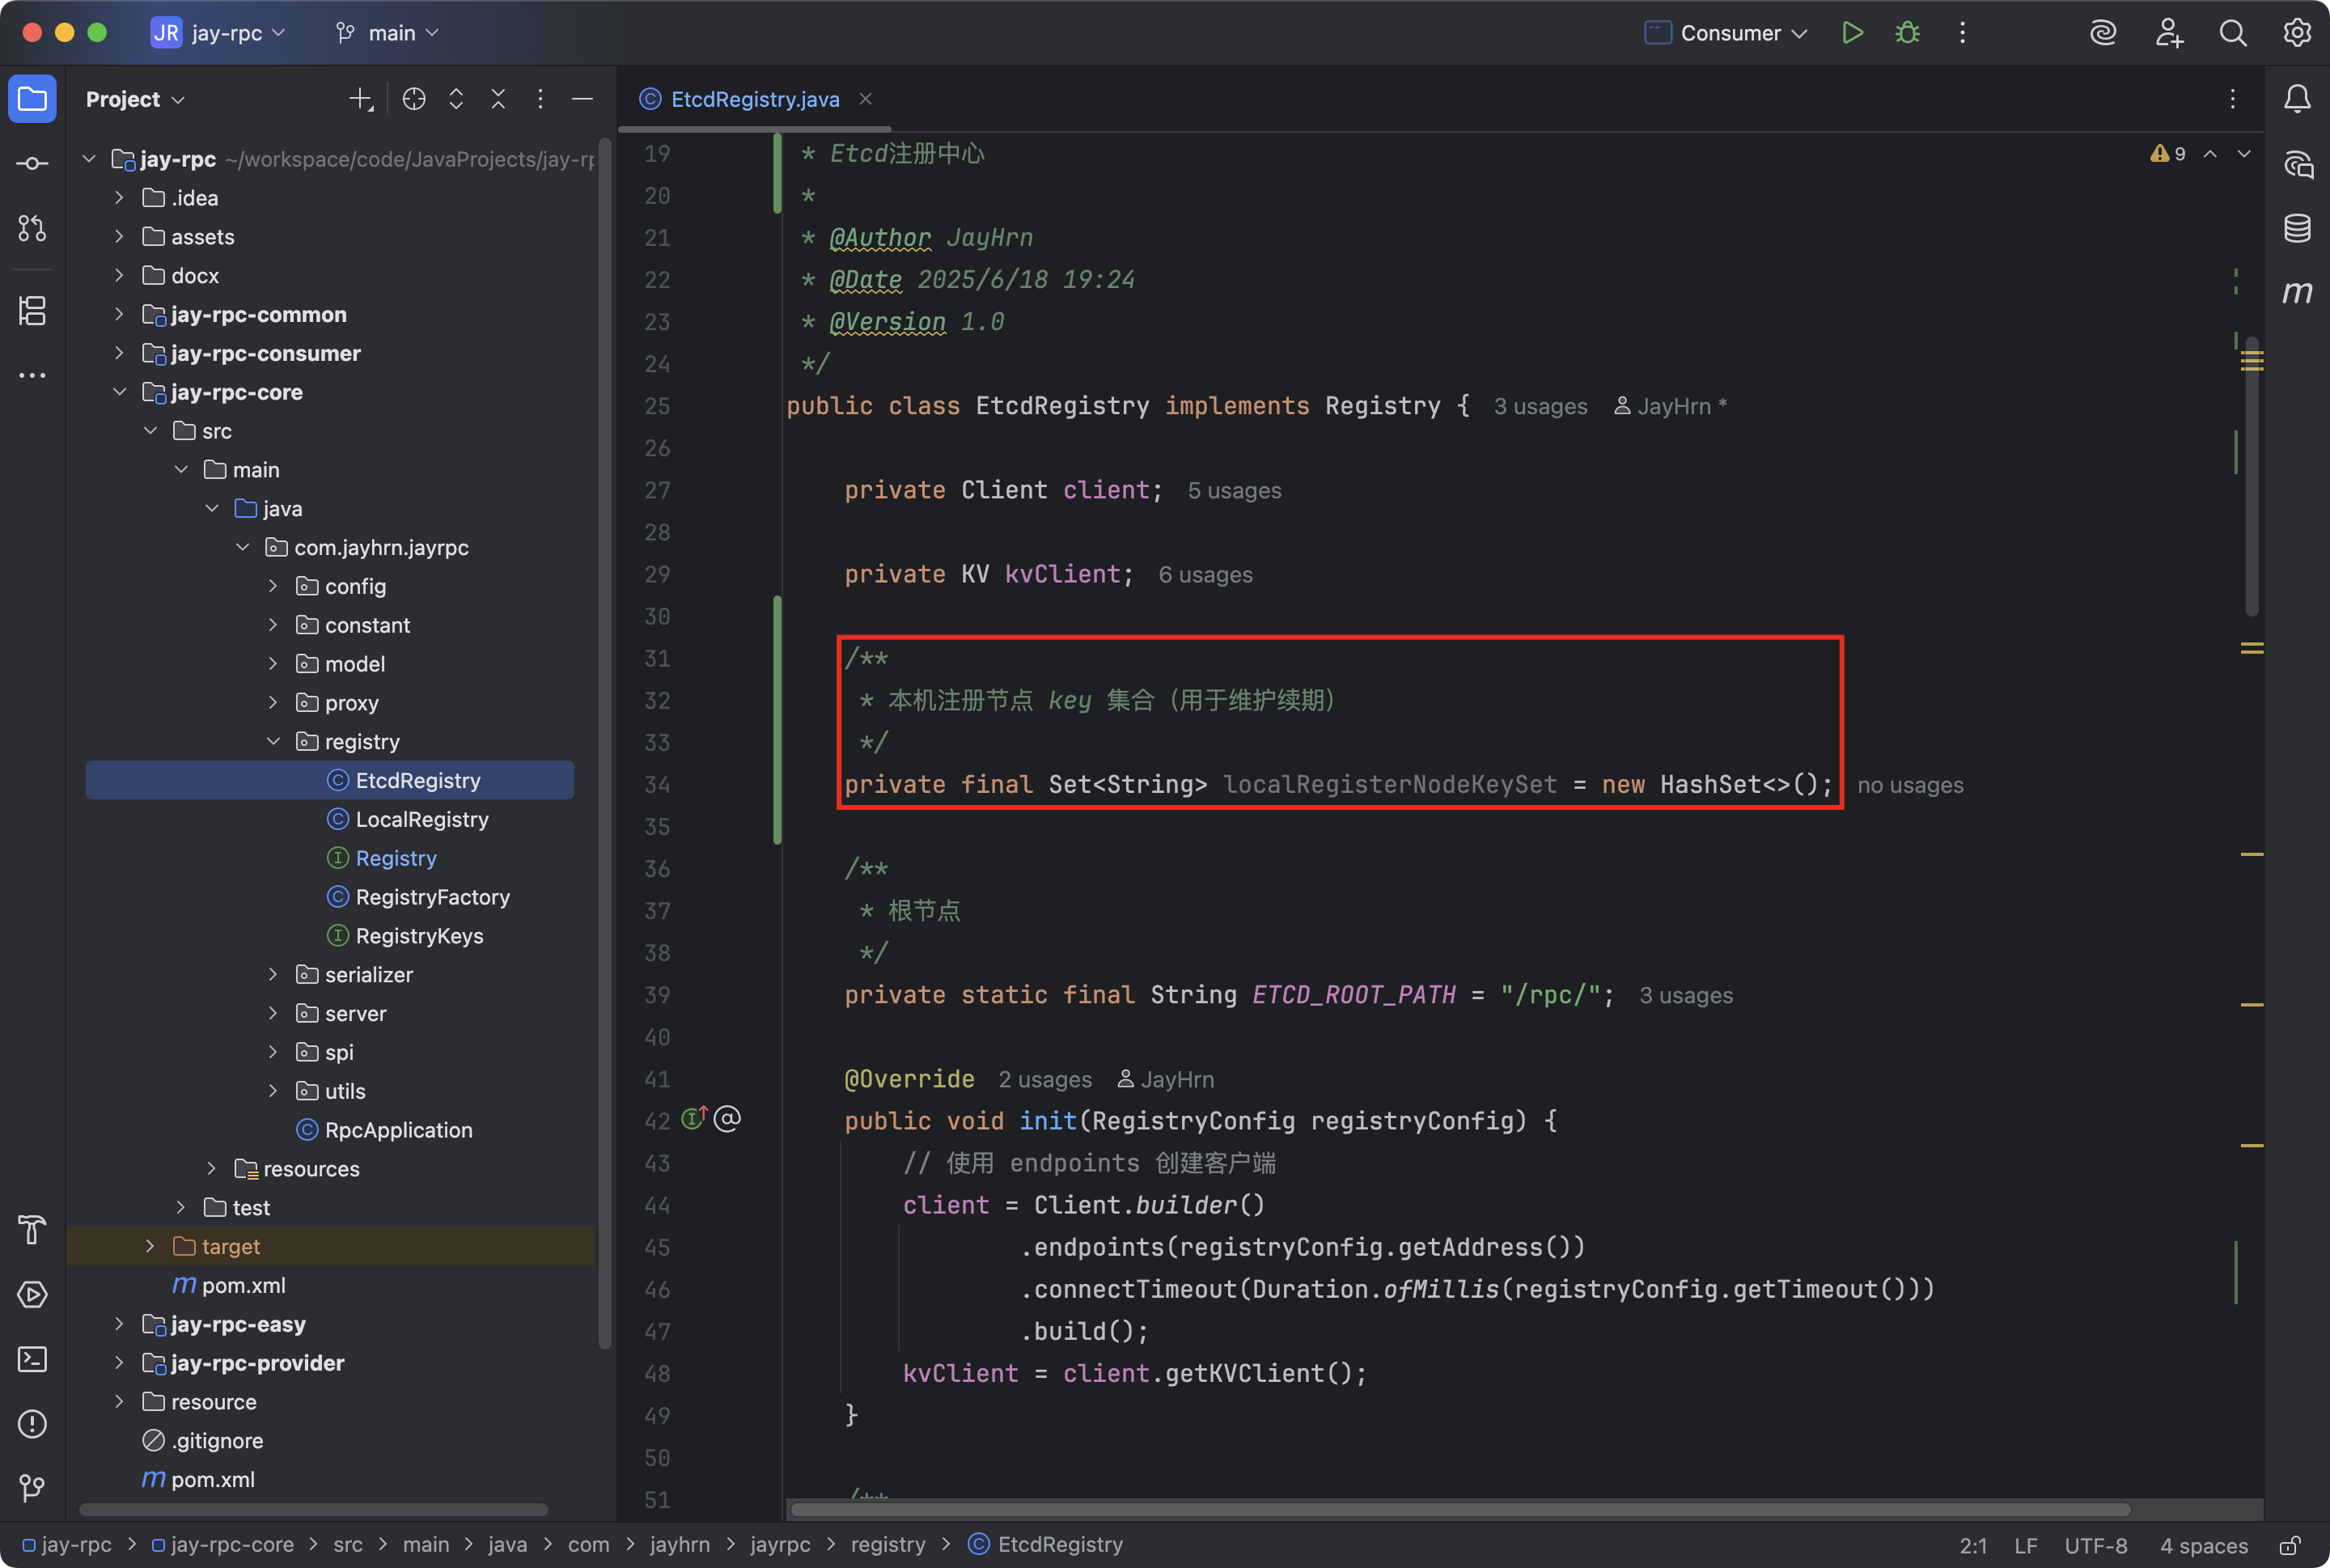 JR jay-rpc main Consumer
Project
jay-rpc ~/workspace/code/JavaProjects/jay-rp
.idea
assets
docx
jay-rpc-common
jay-rpc-consumer
jay-rpc-core
src
main
java
com.jayhrn.jayrpc
config
constant
model
proxy
registry
EtcdRegistry
LocalRegistry
Registry
RegistryFactory
RegistryKeys
serializer
server
spi
utils
RpcApplication
resources
test
target
pom.xml
jay-rpc-easy
jay-rpc-provider
resource
.gitignore
pom.xml
EtcdRegistry.java
9
19 * Etcd注册中心
20 *
21 * @Author JayHrn
22 * @Date 2025/6/18 19:24
23 * @Version 1.0
24 */
25 public class EtcdRegistry implements Registry { 3 usages JayHrn *
26
27 private Client client; 5 usages
28
29 private KV kvClient; 6 usages
30
31 /**
32 * 本机注册节点 key 集合（用于维护续期）
33 */
34 private final Set<String> localRegisterNodeKeySet = new HashSet<>(); no usages
35
36 /**
37 * 根节点
38 */
39 private static final String ETCD_ROOT_PATH = "/rpc/"; 3 usages
40
41 @Override 2 usages JayHrn
42 public void init(RegistryConfig registryConfig) {
43 // 使用 endpoints 创建客户端
44 client = Client.builder()
45 .endpoints(registryConfig.getAddress())
46 .connectTimeout(Duration.ofMillis(registryConfig.getTimeout()))
47 .build();
48 kvClient = client.getKVClient();
49 }
50
51 /**
jay-rpc > jay-rpc-core > src > main > java > com > jayhrn > jayrpc > registry > EtcdRegistry 2:1 LF UTF-8 4 spaces